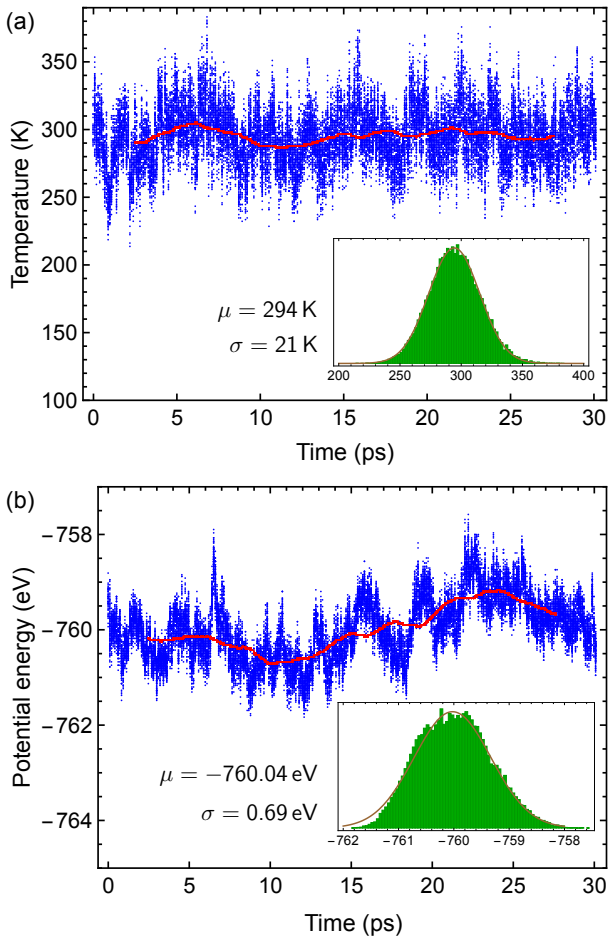 (a)
400
350
300
250
200
150
100
Temperature (K)
μ = 294 K
σ = 21 K
200 250 300 350 400
0 5 10 15 20 25 30
Time (ps)
(b)
−758
−760
−762
−764
Potential energy (eV)
μ = −760.04 eV
σ = 0.69 eV
−762 −761 −760 −759 −758
0 5 10 15 20 25 30
Time (ps)